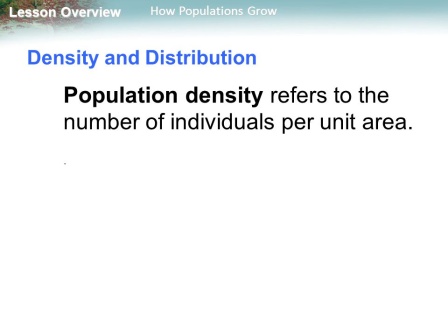 Lesson Overview How Populations Grow
Density and Distribution
Population density refers to the
number of individuals per unit area.
.